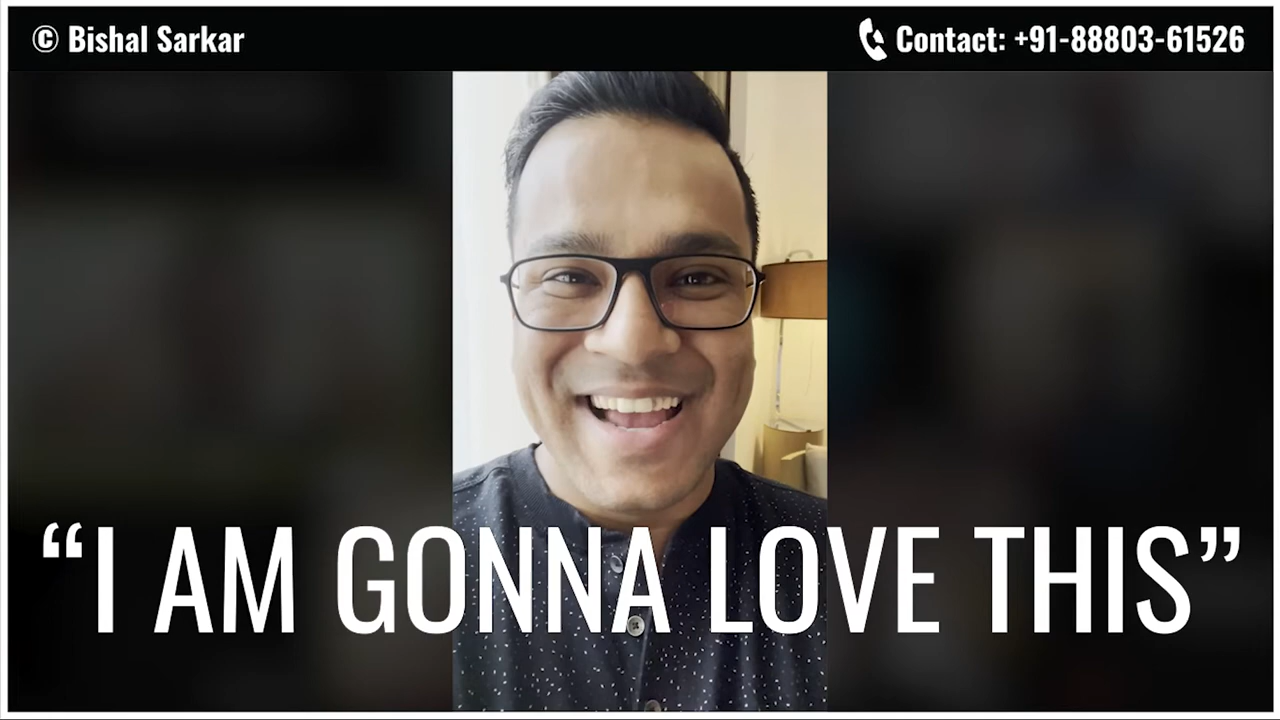 © Bishal Sarkar
Contact: +91-88803-61526
“I AM GONNA LOVE THIS”